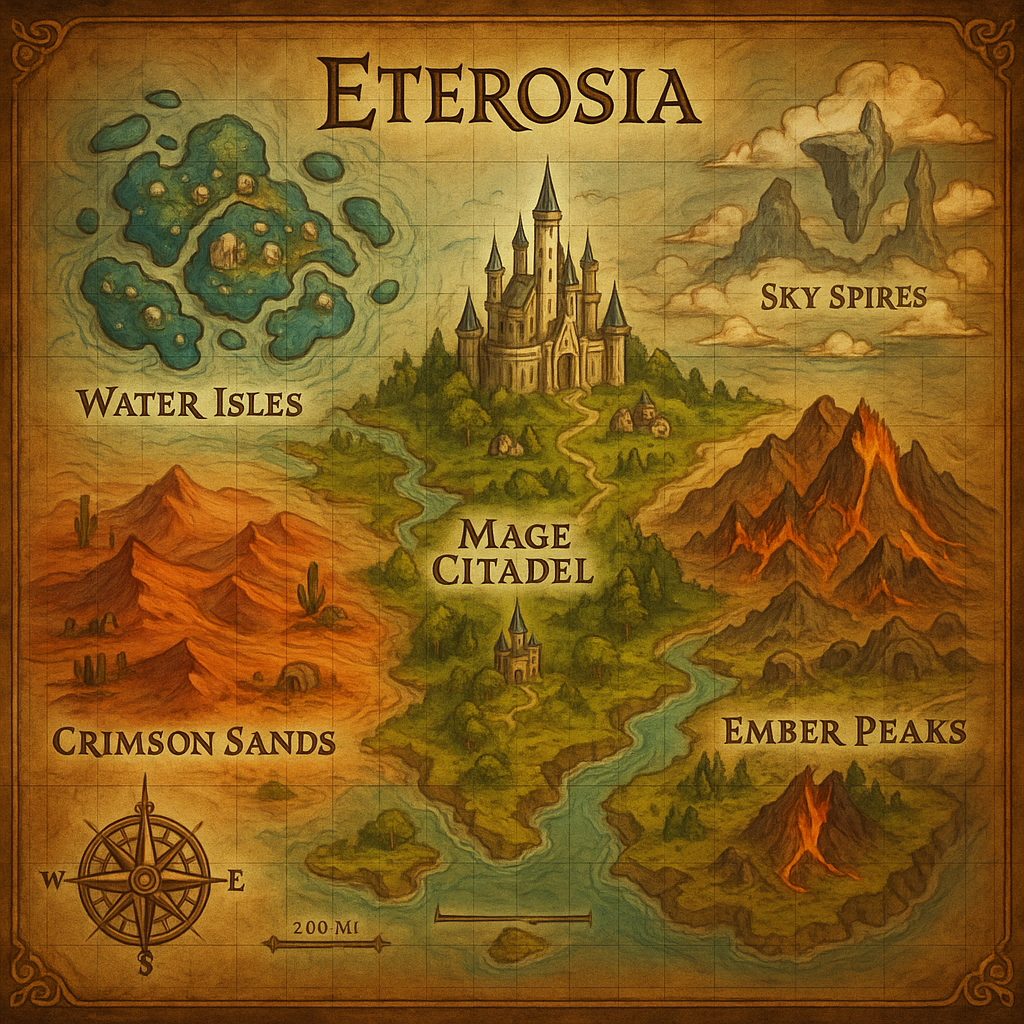 ETEROSIA
SKY SPIRES
WATER ISLES
MAGE
CITADEL
CRIMSON SANDS
EMBER PEAKS
W E
200 MI
S